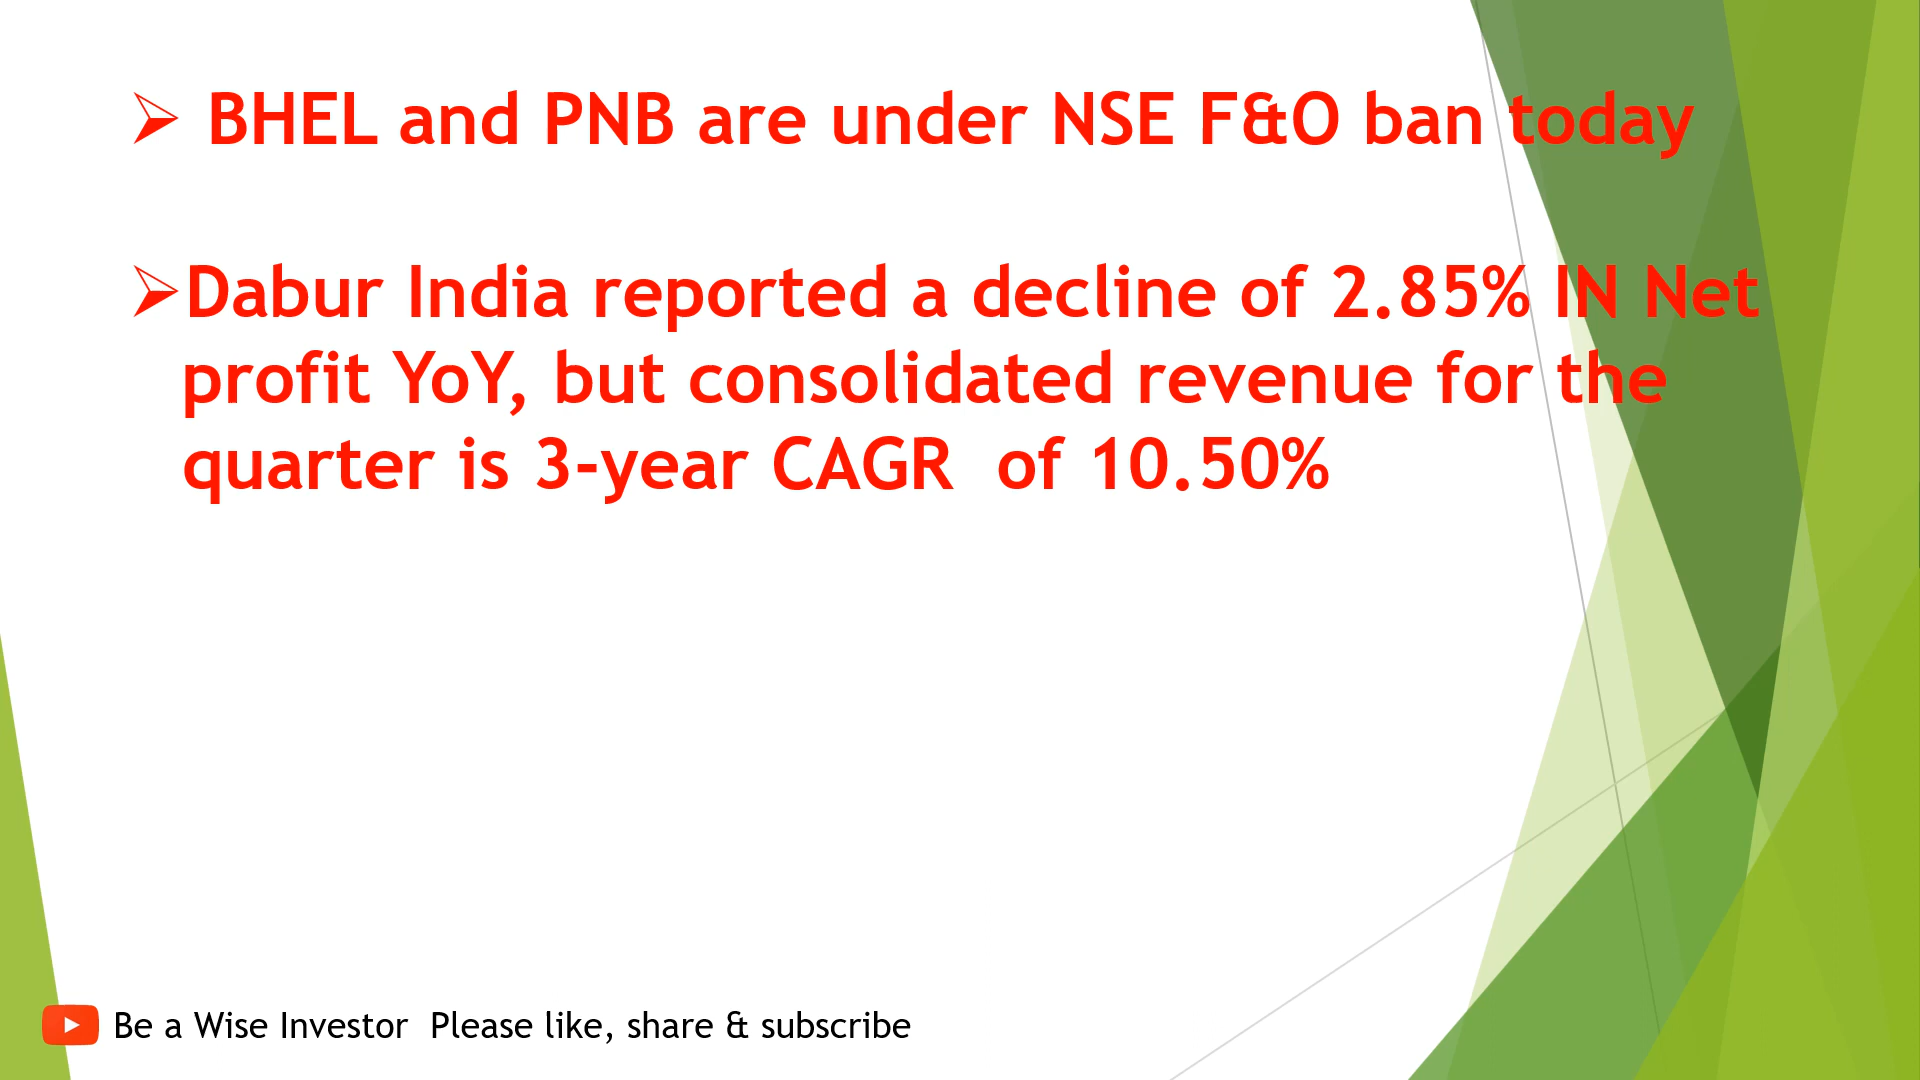 ➢ BHEL and PNB are under NSE F&O ban today
➢Dabur India reported a decline of 2.85% IN Net
profit YoY, but consolidated revenue for the
quarter is 3-year CAGR  of 10.50%
Be a Wise Investor  Please like, share & subscribe